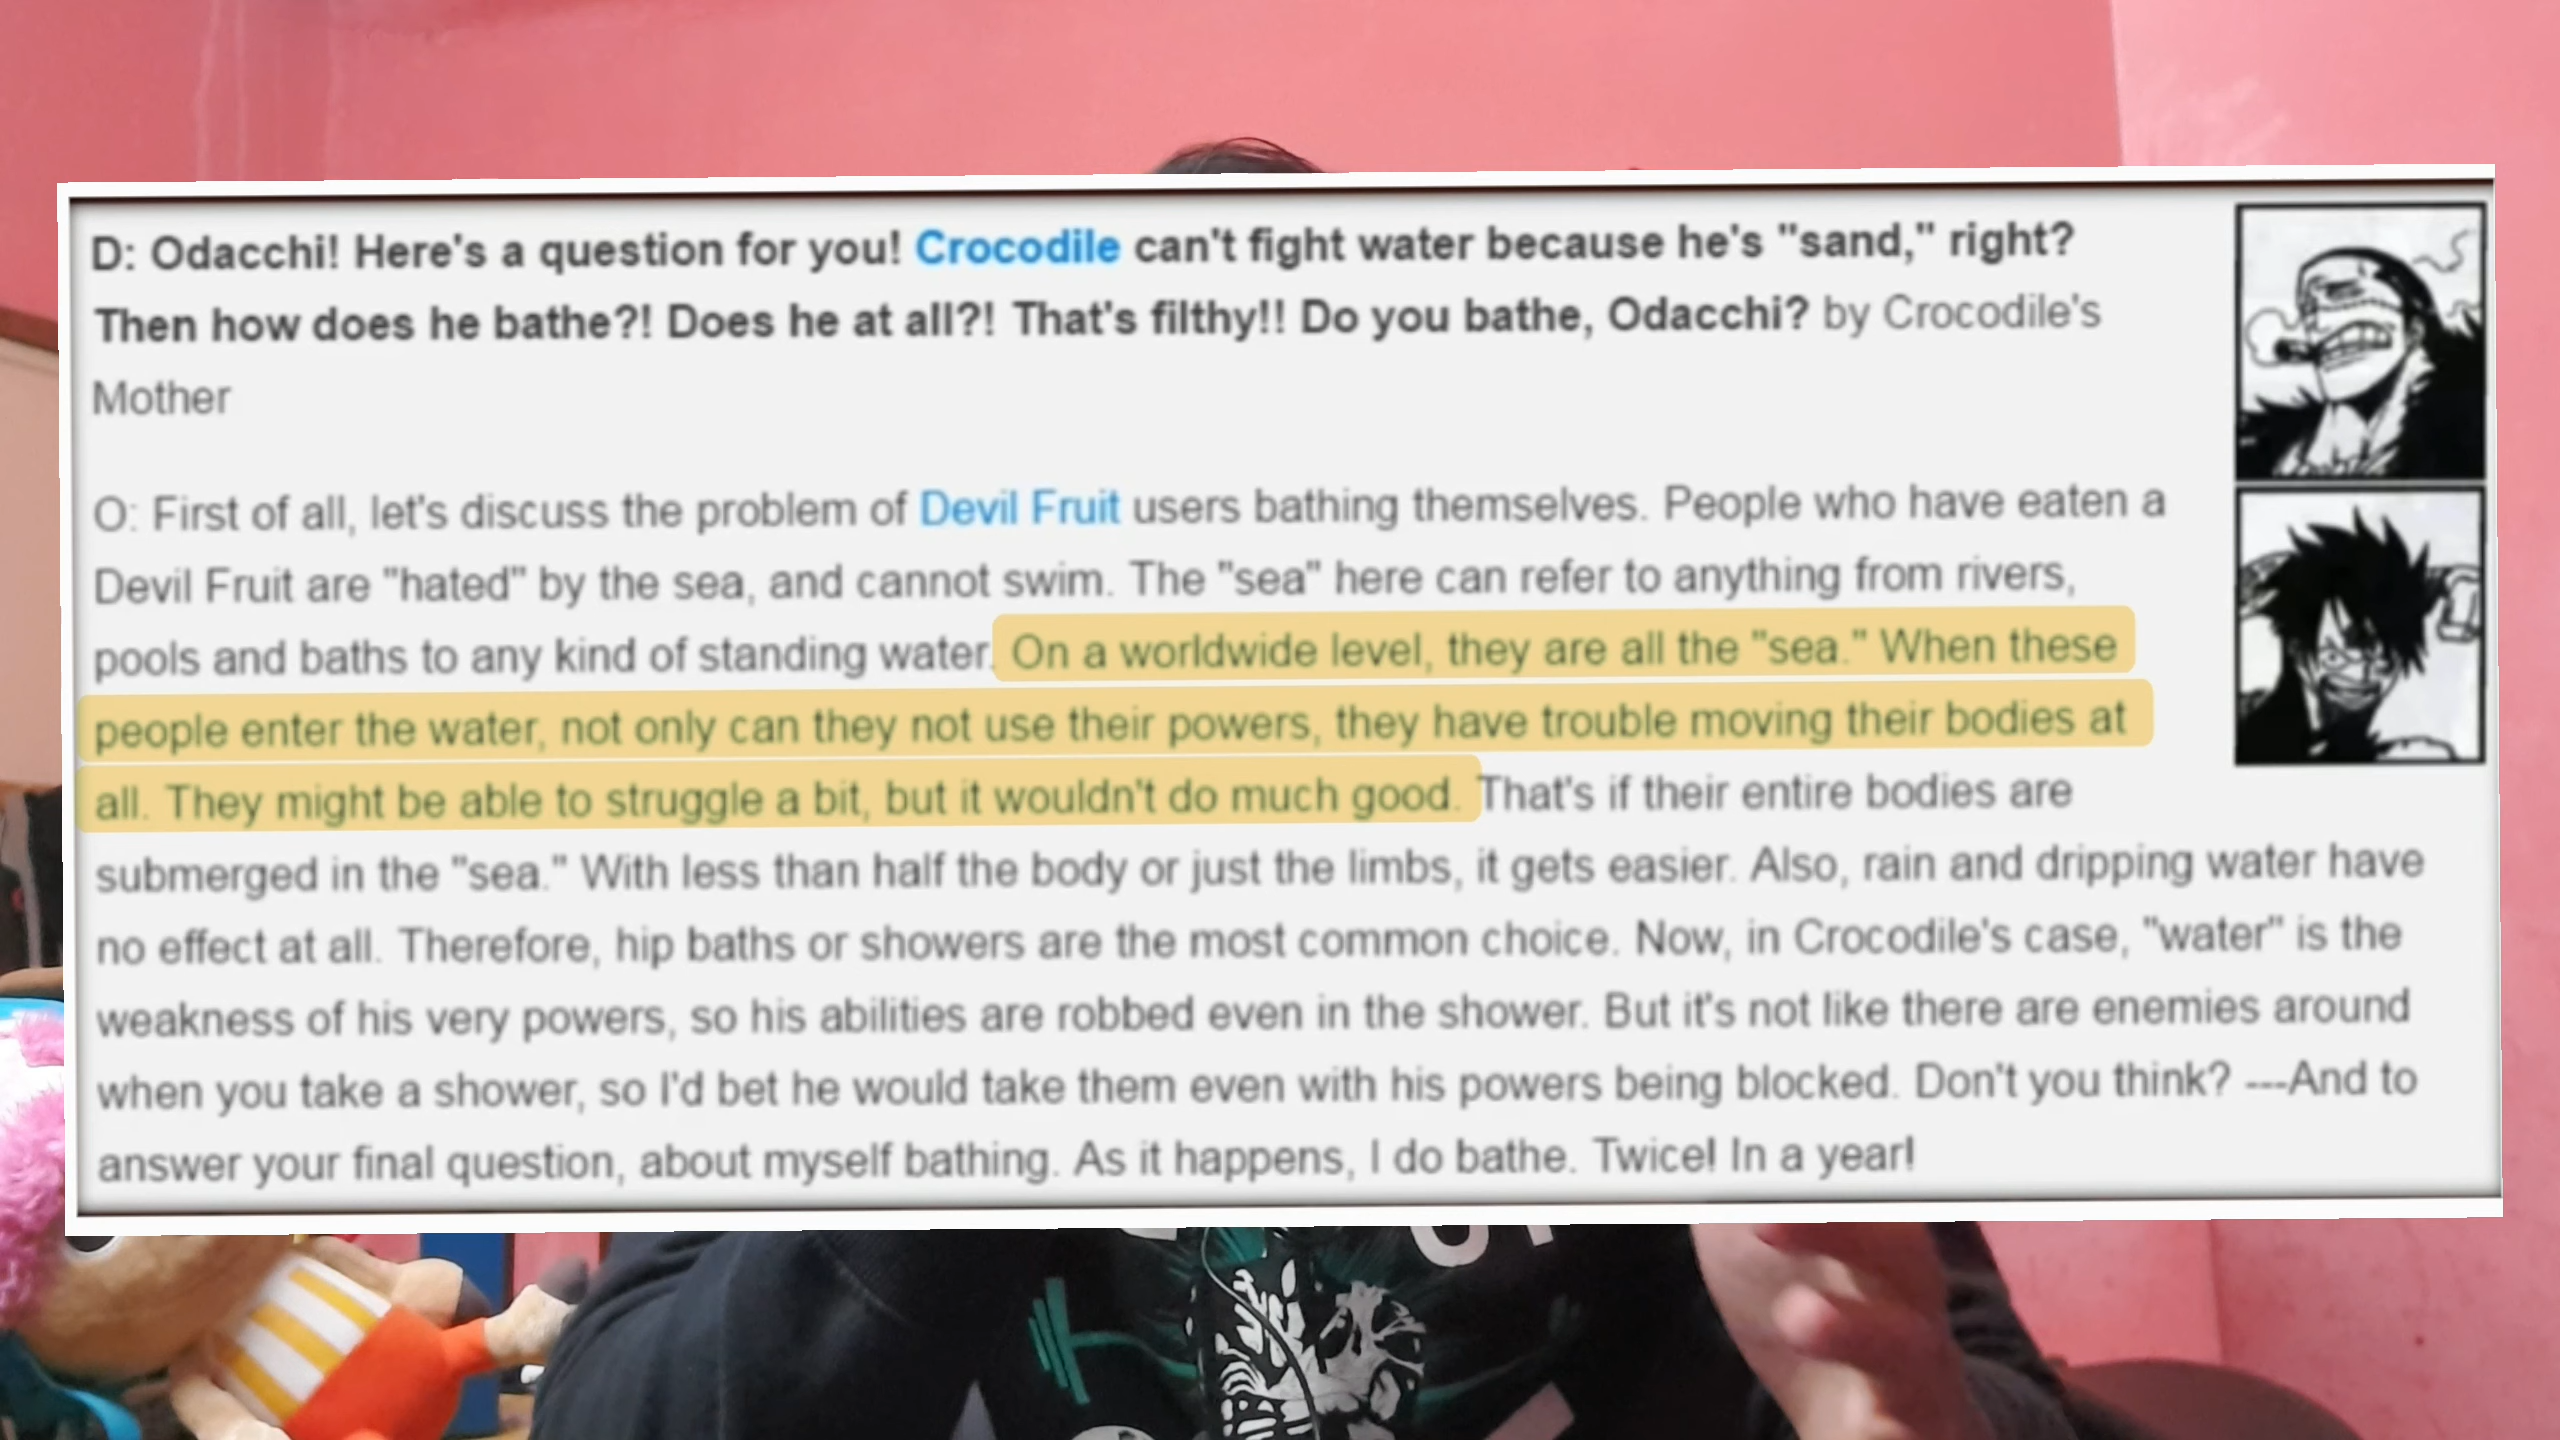 D: Odacchi! Here's a question for you! Crocodile can't fight water because he's "sand," right?
Then how does he bathe?! Does he at all?! That's filthy!! Do you bathe, Odacchi? by Crocodile's
Mother
O: First of all, let's discuss the problem of Devil Fruit users bathing themselves. People who have eaten a
Devil Fruit are "hated" by the sea, and cannot swim. The "sea" here can refer to anything from rivers,
pools and baths to any kind of standing water. On a worldwide level, they are all the "sea." When these
people enter the water, not only can they not use their powers, they have trouble moving their bodies at
all. They might be able to struggle a bit, but it wouldn't do much good. That's if their entire bodies are
submerged in the "sea." With less than half the body or just the limbs, it gets easier. Also, rain and dripping water have
no effect at all. Therefore, hip baths or showers are the most common choice. Now, in Crocodile's case, "water" is the
weakness of his very powers, so his abilities are robbed even in the shower. But it's not like there are enemies around
when you take a shower, so I'd bet he would take them even with his powers being blocked. Don't you think? ---And to
answer your final question, about myself bathing. As it happens, I do bathe. Twice! In a year!